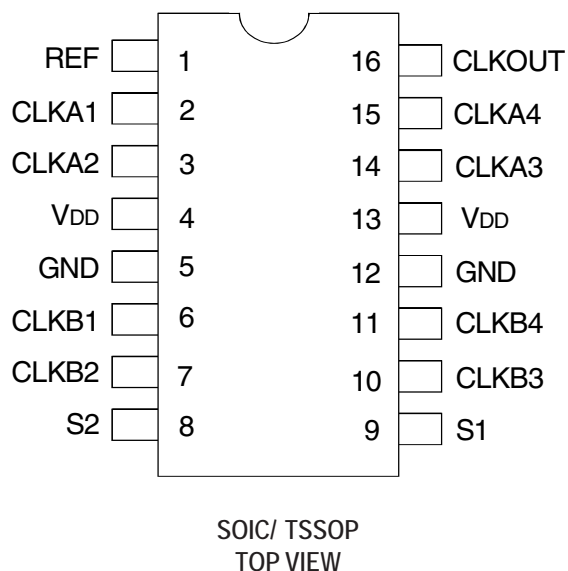 REF 1 16 CLKOUT
CLKA1 2 15 CLKA4
CLKA2 3 14 CLKA3
VDD 4 13 VDD
GND 5 12 GND
CLKB1 6 11 CLKB4
CLKB2 7 10 CLKB3
S2 8 9 S1
SOIC/ TSSOP
TOP VIEW